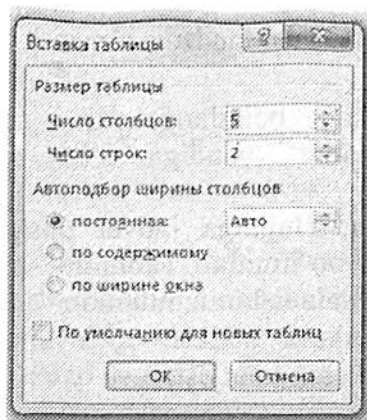 Вставка таблицы
Размер таблицы
Число столбцов: 5
Число строк: 2
Автоподбор ширины столбцов
постоянная: Авто
по содержимому
по ширине окна
По умолчанию для новых таблиц
ОК Отмена